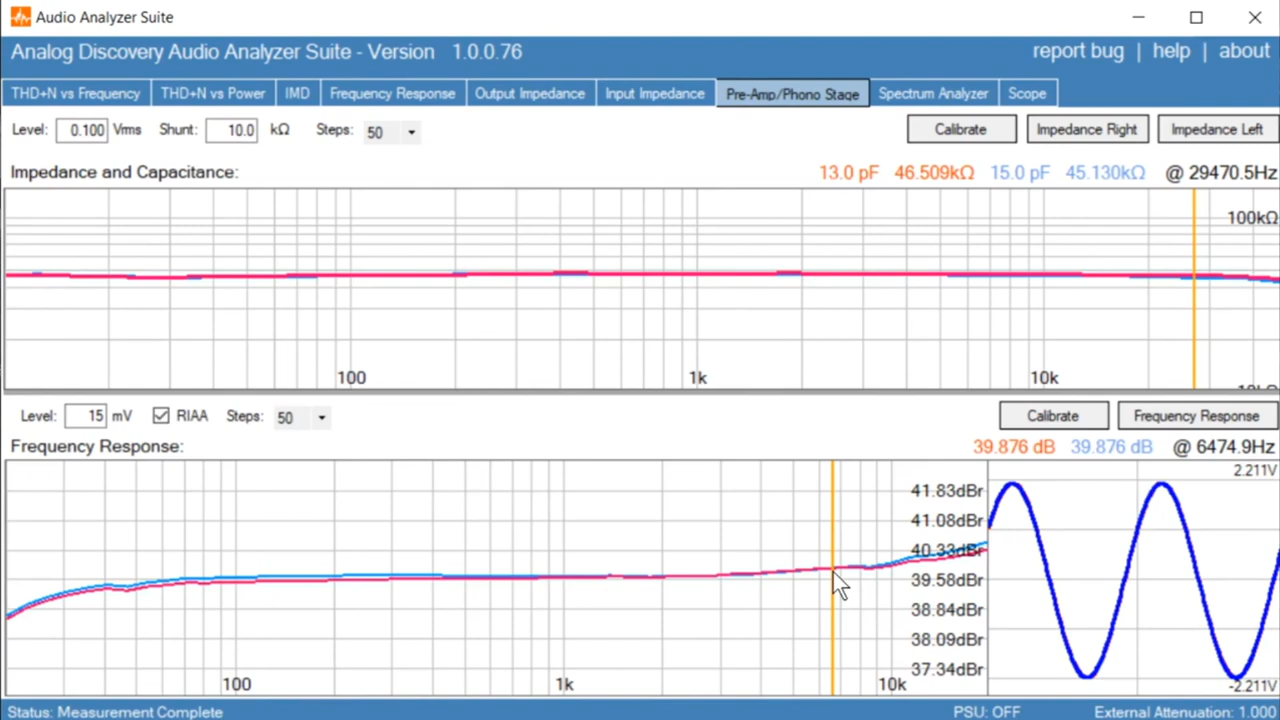 Audio Analyzer Suite
Analog Discovery Audio Analyzer Suite - Version 1.0.0.76 report bug | help | about
THD+N vs Frequency THD+N vs Power IMD Frequency Response Output Impedance Input Impedance Pre-Amp/Phono Stage Spectrum Analyzer Scope
Level: 0.100 Vrms Shunt: 10.0 kΩ Steps: 50 Calibrate Impedance Right Impedance Left
Impedance and Capacitance: 13.0 pF 46.509kΩ 15.0 pF 45.130kΩ @ 29470.5Hz
100kΩ
100 1k 10k
Level: 15 mV RIAA Steps: 50 Calibrate Frequency Response
Frequency Response: 39.876 dB 39.876 dB @ 6474.9Hz
2.211V
41.83dBr
41.08dBr
40.33dBr
39.58dBr
38.84dBr
38.09dBr
37.34dBr
100 1k 10k -2.211V
Status: Measurement Complete PSU: OFF External Attenuation: 1.000